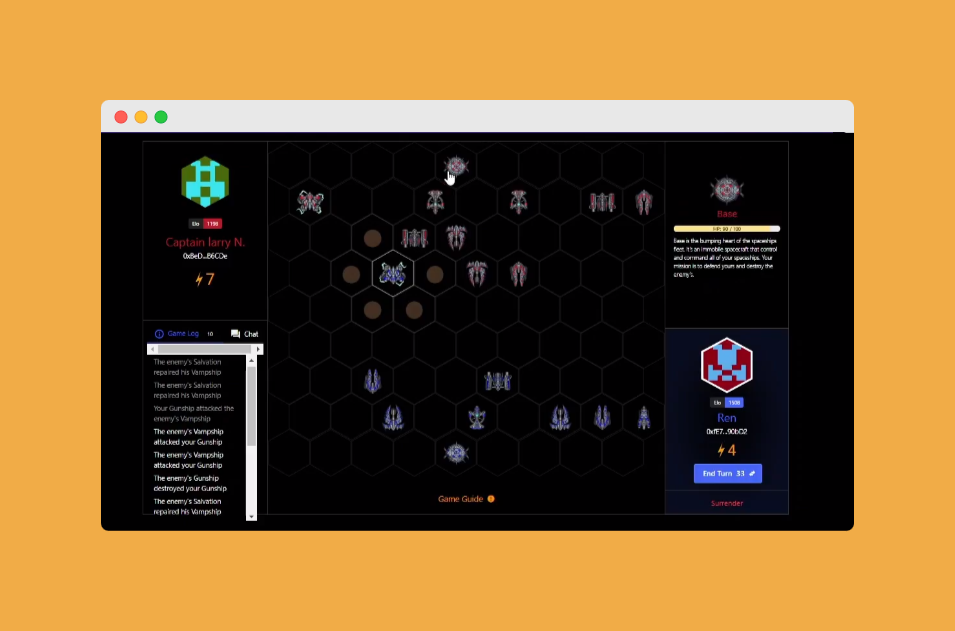 Elo 1198
Captain larry N.
0xBeD...B6CDe
7
Game Log 10 Chat
The enemy's Salvation
repaired his Vampship
The enemy's Salvation
repaired his Vampship
Your Gunship attacked the
enemy's Vampship
The enemy's Vampship
attacked your Gunship
The enemy's Vampship
attacked your Gunship
The enemy's Gunship
destroyed your Gunship
The enemy's Salvation
repaired his Vampship
Game Guide
Base
HP: 90 / 100
Base is the bumping heart of the spaceships
fleet. It's an immobile spacecraft that control
and command all of your spaceships. Your
mission is to defend yours and destroy the
enemy's.
Elo 1508
Ren
0xfE7...90bD2
4
End Turn 33
Surrender